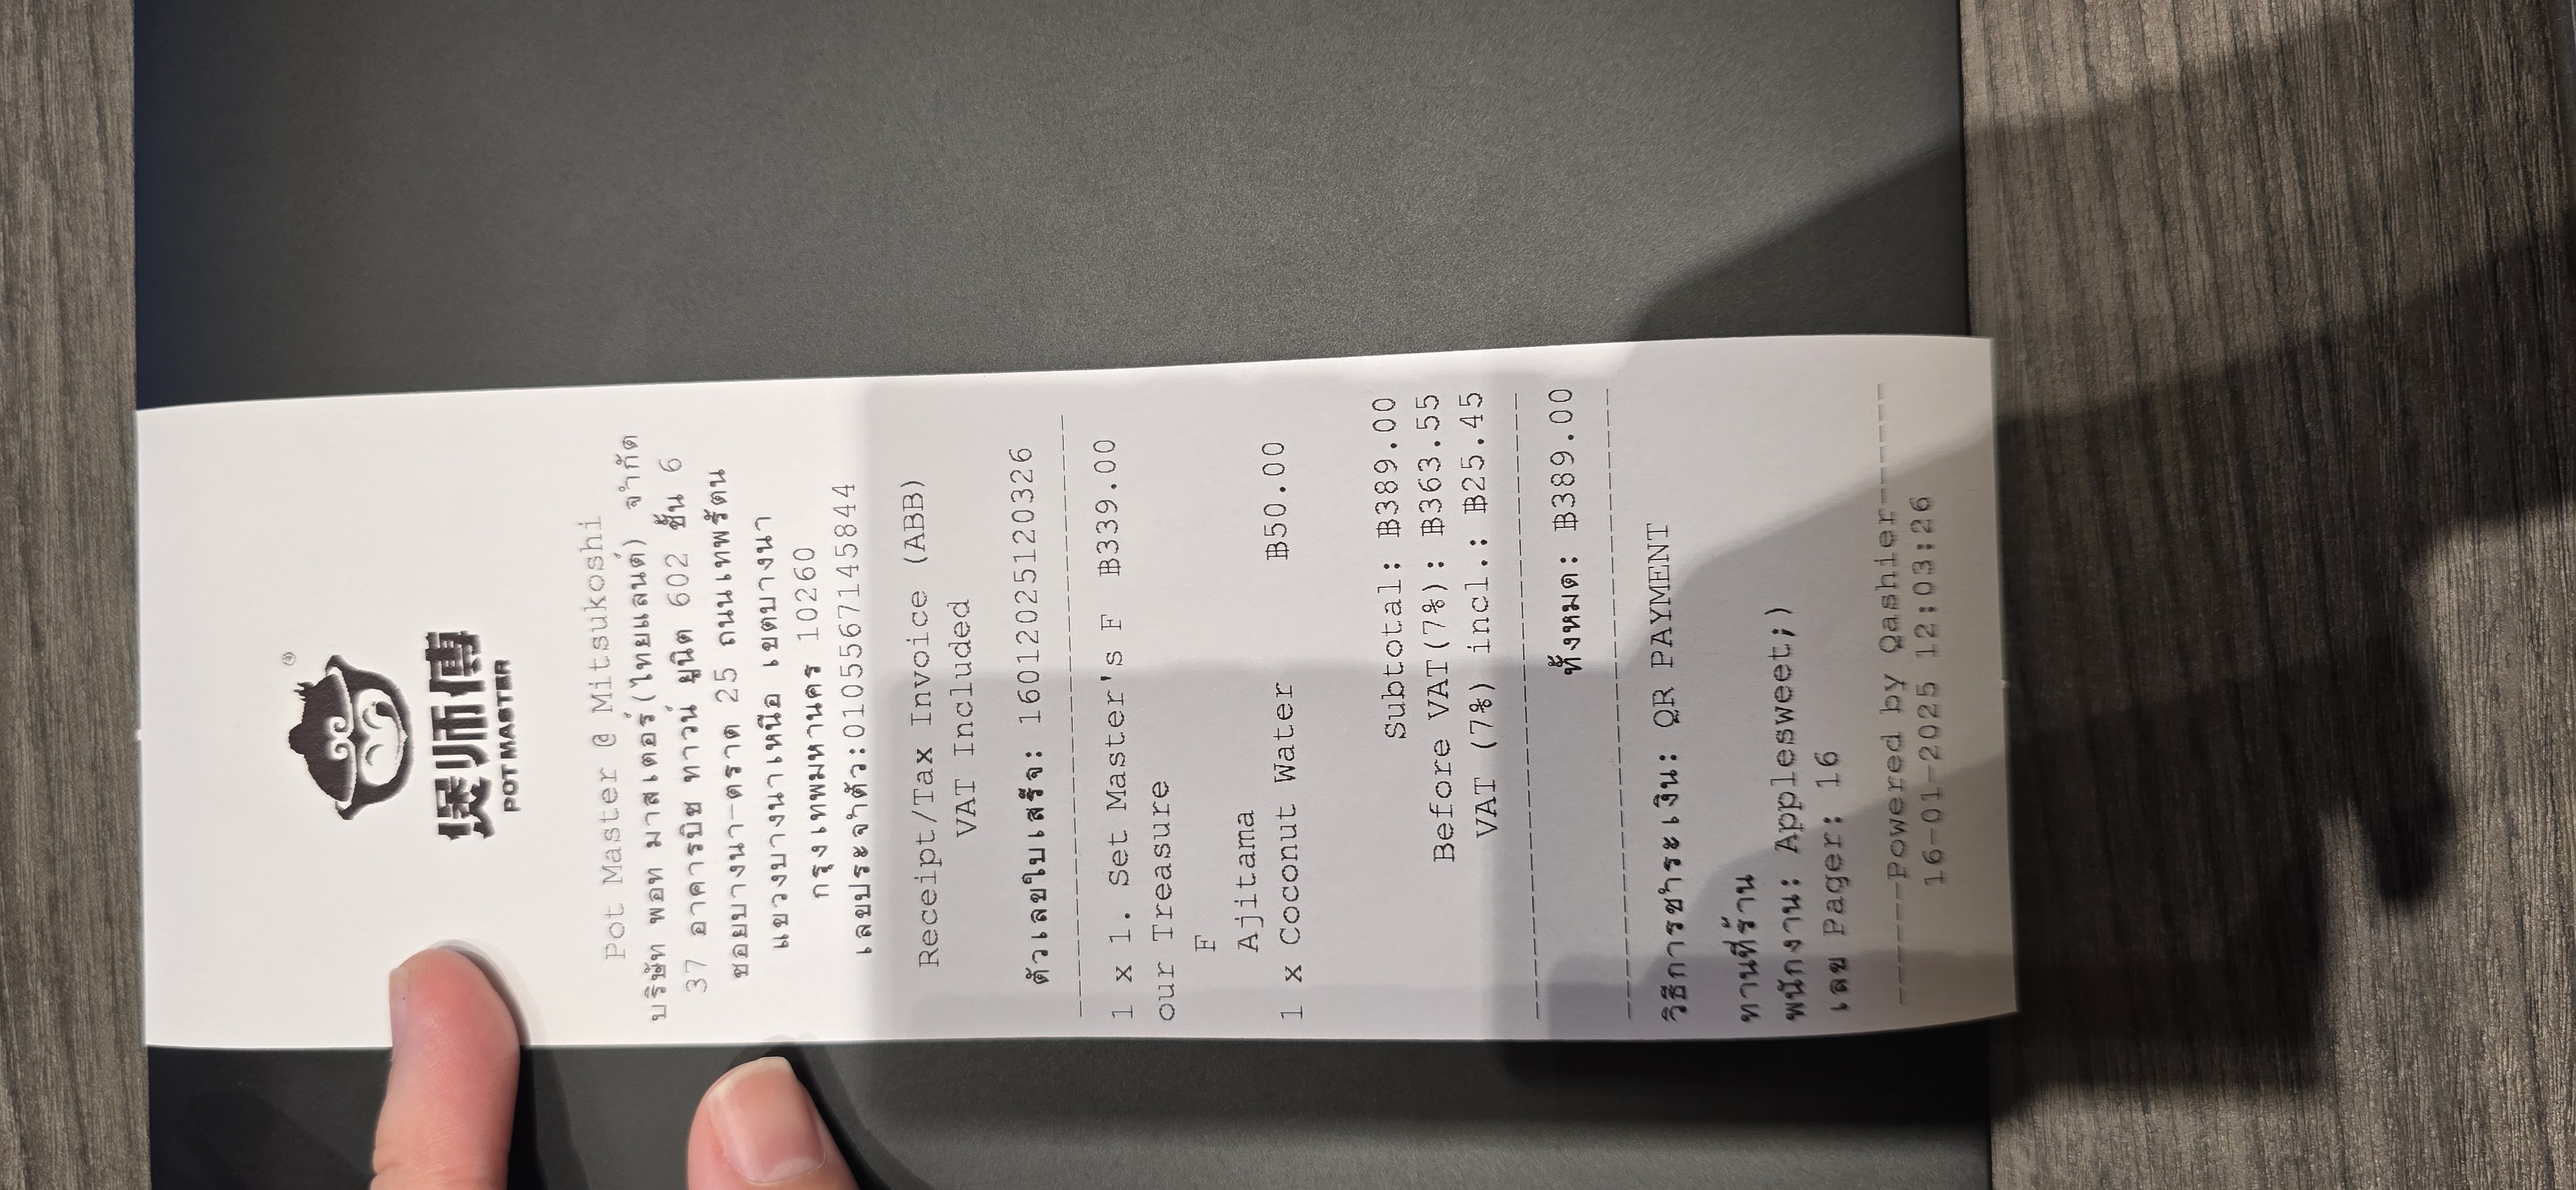 ®
煲师傅
POT MASTER
Pot Master @ Mitsukoshi
บริษัท พอท มาสเตอร์(ไทยแลนด์) จำกัด
37 อาคารบิช ทาวน์ ยูนิต 602 ชั้น 6
ซอยบางนา-ตราด 25 ถนนเทพรัตน
แขวงบางนาเหนือ เขตบางนา
กรุงเทพมหานคร 10260
เลขประจำตัว:0105567145844
Receipt/Tax Invoice (ABB)
VAT Included
ตัวเลขใบเสร็จ: 16012025120326
1 x 1. Set Master's F ฿339.00
our Treasure
F
Ajitama
1 x Coconut Water ฿50.00
Subtotal: ฿389.00
Before VAT(7%): ฿363.55
VAT (7%) incl.: ฿25.45
ทั้งหมด: ฿389.00
วิธีการชำระเงิน: QR PAYMENT
ทานที่ร้าน
พนักงาน: Applesweet;)
เลข Pager: 16
------Powered by Qashier------
16-01-2025 12:03:26